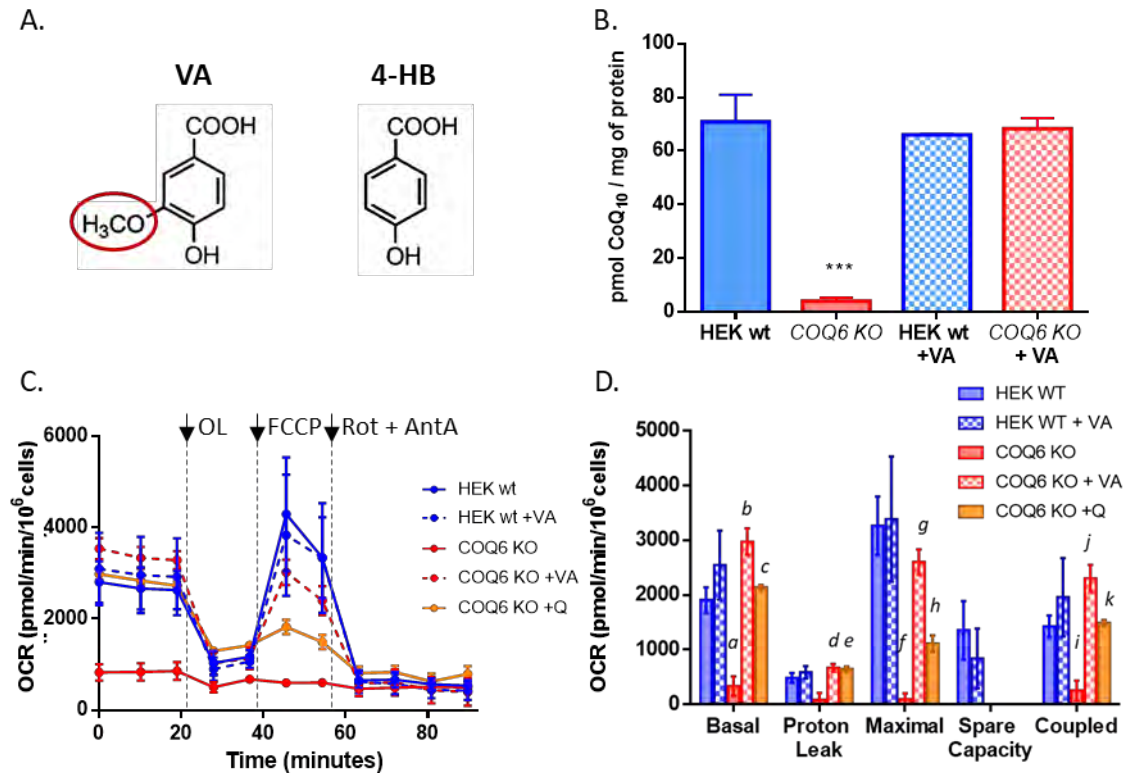 A.
VA
4-HB
COOH
H₃CO
OH
COOH
OH
B.
pmol CoQ₁₀ / mg of protein
100
80
60
40
20
0
***
HEK wt
COQ6 KO
HEK wt
+VA
COQ6 KO
+ VA
C.
OCR (pmol/min/10⁶ cells)
6000
4000
2000
0
OL
FCCP
Rot + AntA
HEK wt
HEK wt +VA
COQ6 KO
COQ6 KO +VA
COQ6 KO +Q
0
20
40
60
80
Time (minutes)
D.
HEK WT
HEK WT + VA
COQ6 KO
COQ6 KO + VA
COQ6 KO +Q
OCR (pmol/min/10⁶ cells)
5000
4000
3000
2000
1000
0
a
b
c
d e
f
g
h
i
j
k
Basal
Proton
Leak
Maximal
Spare
Capacity
Coupled